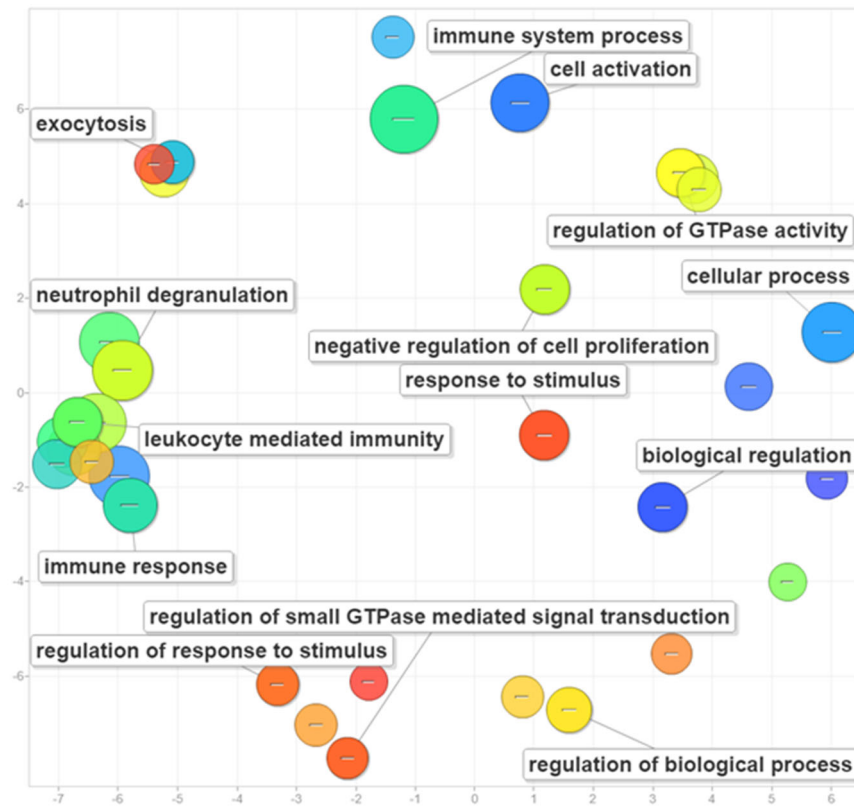 immune system process
cell activation
exocytosis
regulation of GTPase activity
cellular process
neutrophil degranulation
negative regulation of cell proliferation
response to stimulus
leukocyte mediated immunity
biological regulation
immune response
regulation of small GTPase mediated signal transduction
regulation of response to stimulus
regulation of biological process
6
4
2
0
-2
-4
-6
-7 -6 -5 -4 -3 -2 -1 0 1 2 3 4 5 6